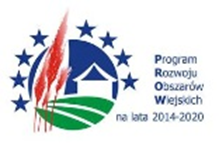 Program
Rozwoju
Obszarów
Wiejskich
na lata 2014-2020